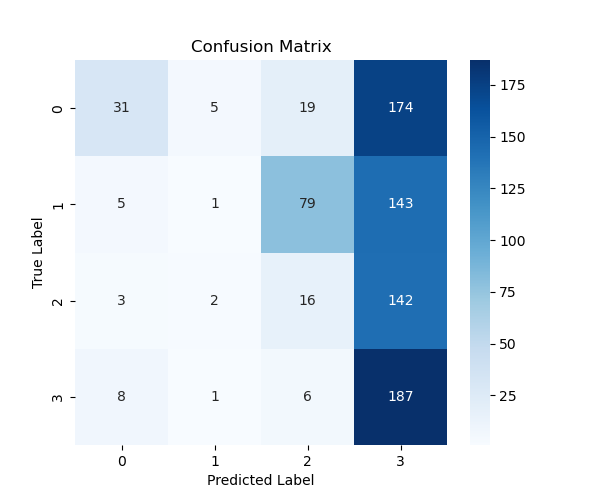 Confusion Matrix
0 31 5 19 174
1 5 1 79 143
2 3 2 16 142
3 8 1 6 187
0 1 2 3
True Label
Predicted Label
175
150
125
100
75
50
25